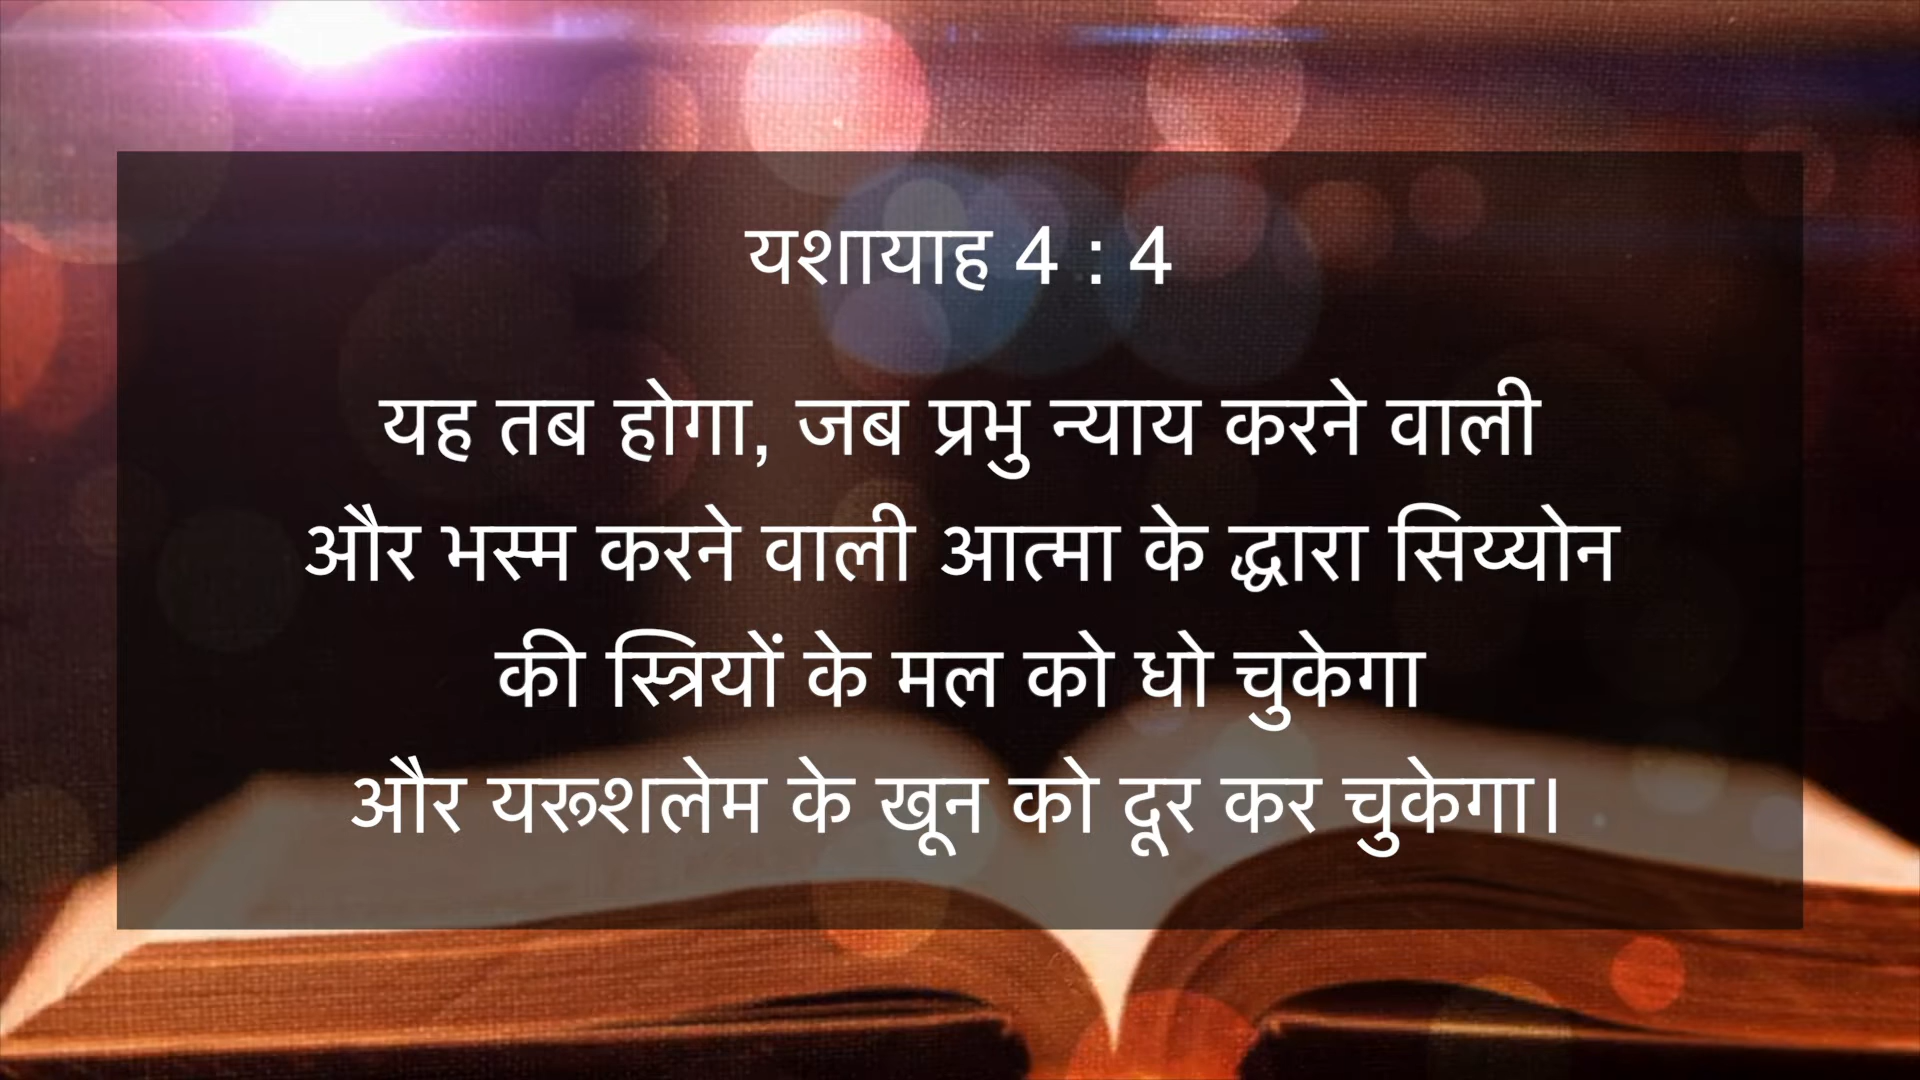 यशायाह 4 : 4
यह तब होगा, जब प्रभु न्याय करने वाली
और भस्म करने वाली आत्मा के द्धारा सिय्योन
की स्त्रियों के मल को धो चुकेगा
और यरूशलेम के खून को दूर कर चुकेगा।